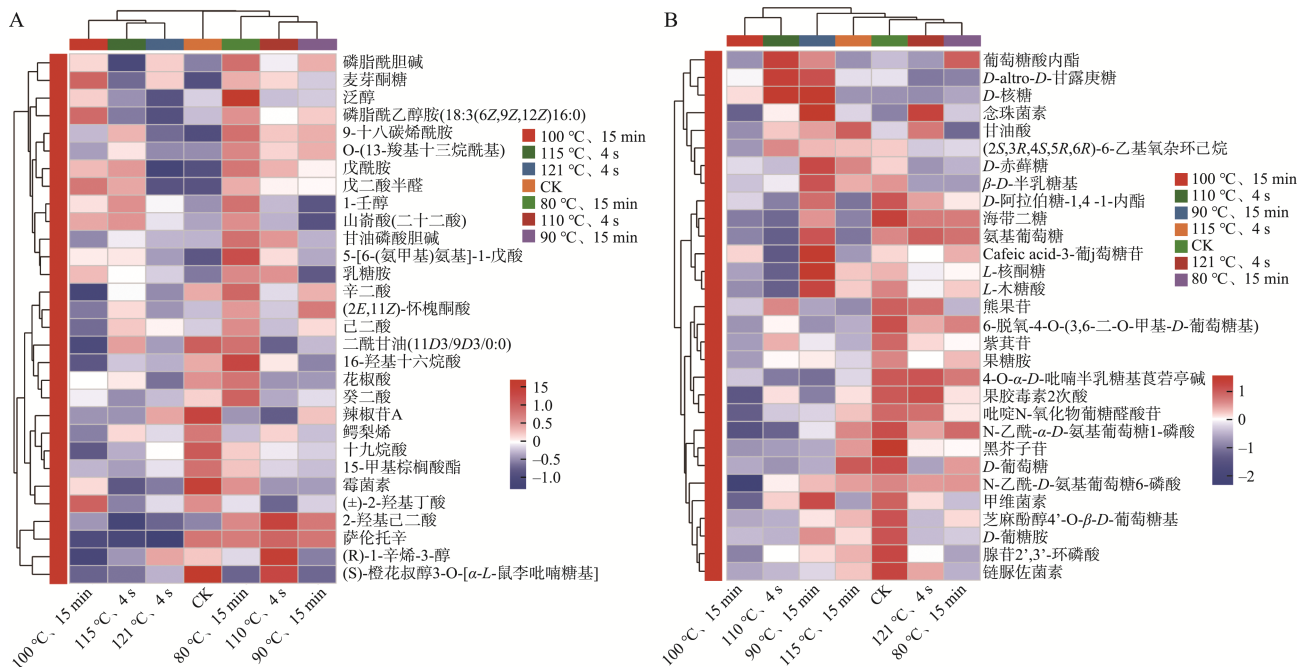 A
磷脂酰胆碱
麦芽酮糖
泛醇
磷脂酰乙醇胺(18:3(6Z,9Z,12Z)16:0)
9-十八碳烯酰胺
O-(13-羧基十三烷酰基)
戊酰胺
戊二酸半醛
1-壬醇
山嵛酸(二十二酸)
甘油磷酸胆碱
5-[6-(氨甲基)氨基]-1-戊酸
乳糖胺
辛二酸
(2E,11Z)-怀槐酮酸
己二酸
二酰甘油(11D3/9D3/0:0)
16-羟基十六烷酸
花椒酸
癸二酸
辣椒苷A
鳄梨烯
十九烷酸
15-甲基棕榈酸酯
霉菌素
(±)-2-羟基丁酸
2-羟基己二酸
萨伦托辛
(R)-1-辛烯-3-醇
(S)-橙花叔醇3-O-[α-L-鼠李吡喃糖基]
100 ℃、15 min
115 ℃、4 s
121 ℃、4 s
CK
80 ℃、15 min
110 ℃、4 s
90 ℃、15 min
100 ℃、15 min
115 ℃、4 s
121 ℃、4 s
CK
80 ℃、15 min
110 ℃、4 s
90 ℃、15 min
15
1.0
0.5
0
−0.5
−1.0
B
葡萄糖酸内酯
D-altro-D-甘露庚糖
D-核糖
念珠菌素
甘油酸
(2S,3R,4S,5R,6R)-6-乙基氧杂环己烷
D-赤藓糖
β-D-半乳糖基
D-阿拉伯糖-1,4 -1-内酯
海带二糖
氨基葡萄糖
Cafeic acid-3-葡j萄糖苷
L-核酮糖
L-木糖酸
熊果苷
6-脱氧-4-O-(3,6-二-O-甲基-D-葡萄糖基)
紫萁苷
果糖胺
4-O-α-D-吡喃半乳糖基莨菪亭碱
果胶毒素2次酸
吡啶N-氧化物葡糖醛酸苷
N-乙酰-α-D-氨基葡萄糖1-磷酸
黑芥子苷
D-葡萄糖
N-乙酰-D-氨基葡萄糖6-磷酸
甲维菌素
芝麻酚醇4’-O-β-D-葡萄糖基
D-葡糖胺
腺苷2’,3’-环磷酸
链脲佐菌素
100 ℃、15 min
110 ℃、4 s
90 ℃、15 min
115 ℃、4 s
CK
121 ℃、4 s
80 ℃、15 min
100 ℃、15 min
110 ℃、4 s
90 ℃、15 min
115 ℃、15 min
CK
121 ℃、4 s
80 ℃、15 min
1
0
−1
−2